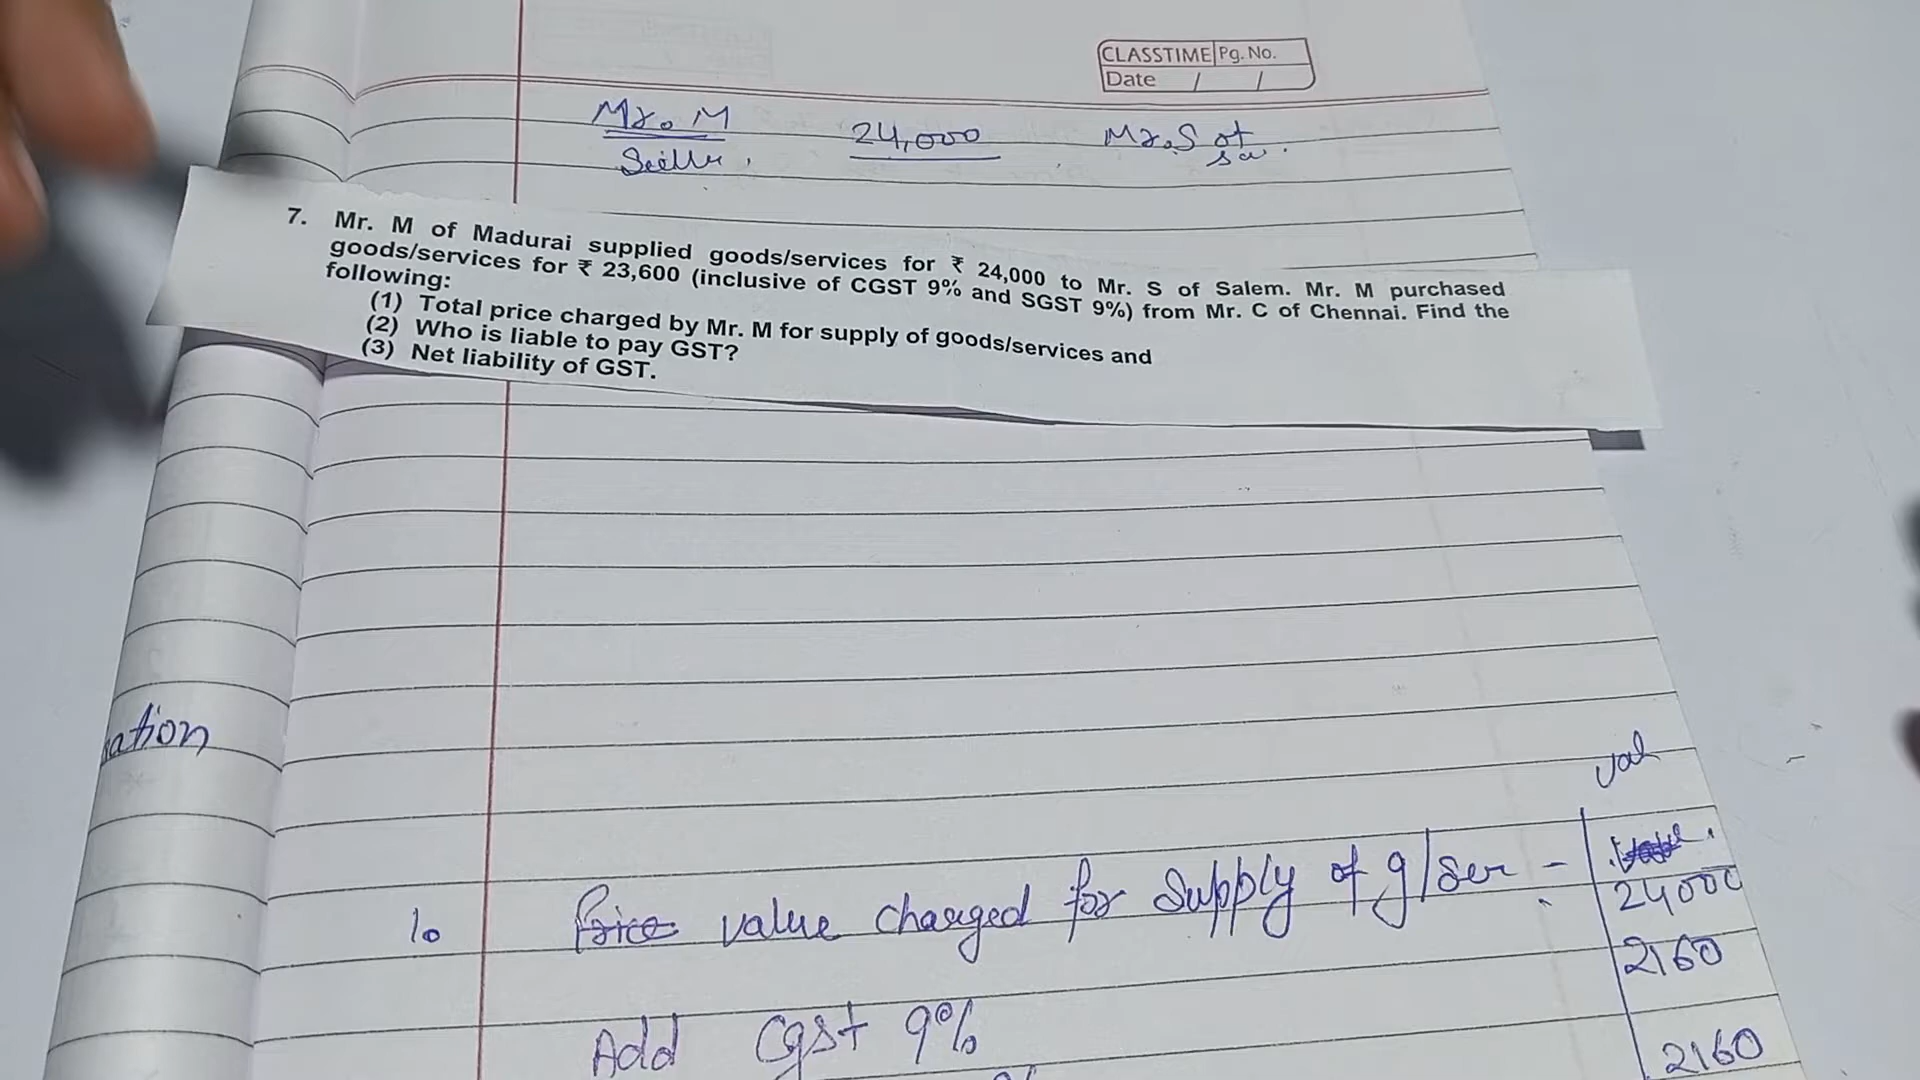 CLASSTIME Pg. No.
Date / /
Mr. M 24,000 Mr. S of
7. Mr. M of Madurai supplied goods/services for ₹ 24,000 to Mr. S of Salem. Mr. M purchased
goods/services for ₹ 23,600 (inclusive of CGST 9% and SGST 9%) from Mr. C of Chennai. Find the
following:
(1) Total price charged by Mr. M for supply of goods/services and
(2) Who is liable to pay GST?
(3) Net liability of GST.
ation
val
1. Price value charged for Supply of g/ser - 24000
2160
Add Cgst 9%
2160